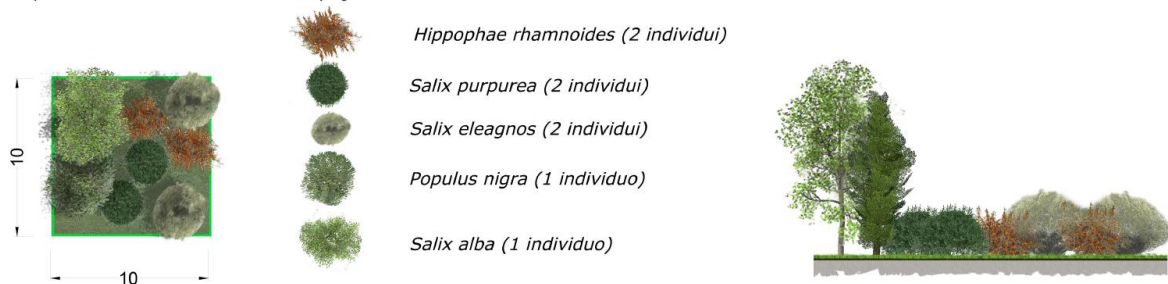 Hippophae rhamnoides (2 individui)
Salix purpurea (2 individui)
Salix eleagnos (2 individui)
Populus nigra (1 individuo)
Salix alba (1 individuo)
10
10